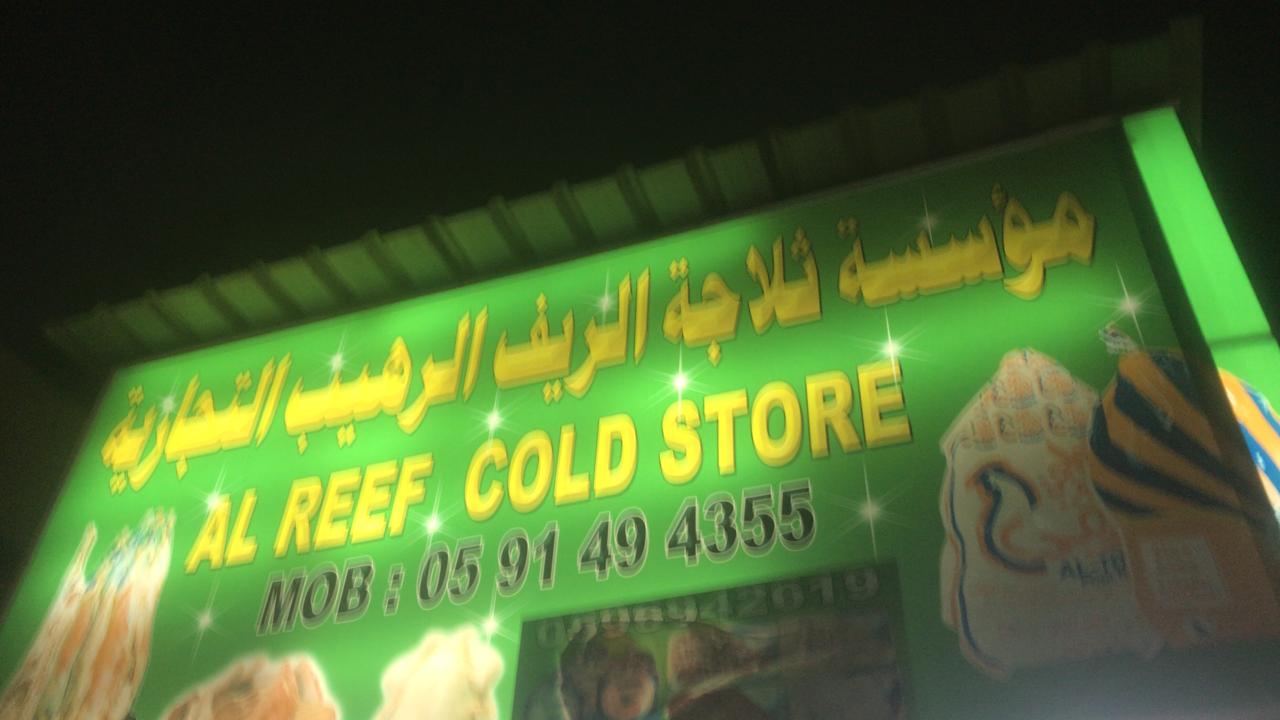 مؤسسة ثلاجة الريف الرهيب التجارية
AL REEF COLD STORE
MOB : 05 91 49 4355